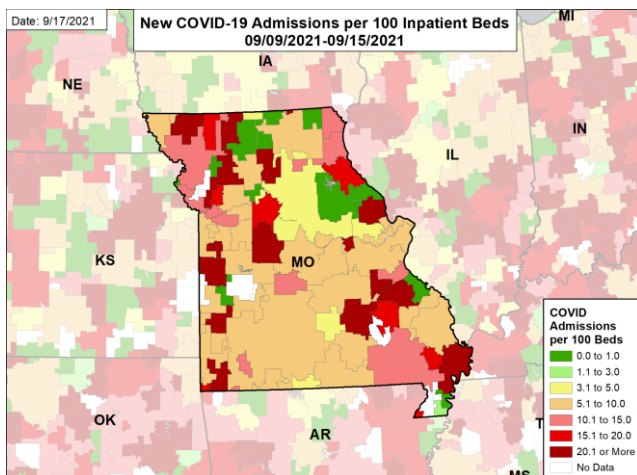 Date: 9/17/2021
New COVID-19 Admissions per 100 Inpatient Beds
09/09/2021-09/15/2021
MI
NE
IA
IN
IL
KS
MO
COVID
Admissions
per 100 Beds
0.0 to 1.0
1.1 to 3.0
3.1 to 5.0
5.1 to 10.0
10.1 to 15.0
15.1 to 20.0
20.1 or More
No Data
OK
AR
MS